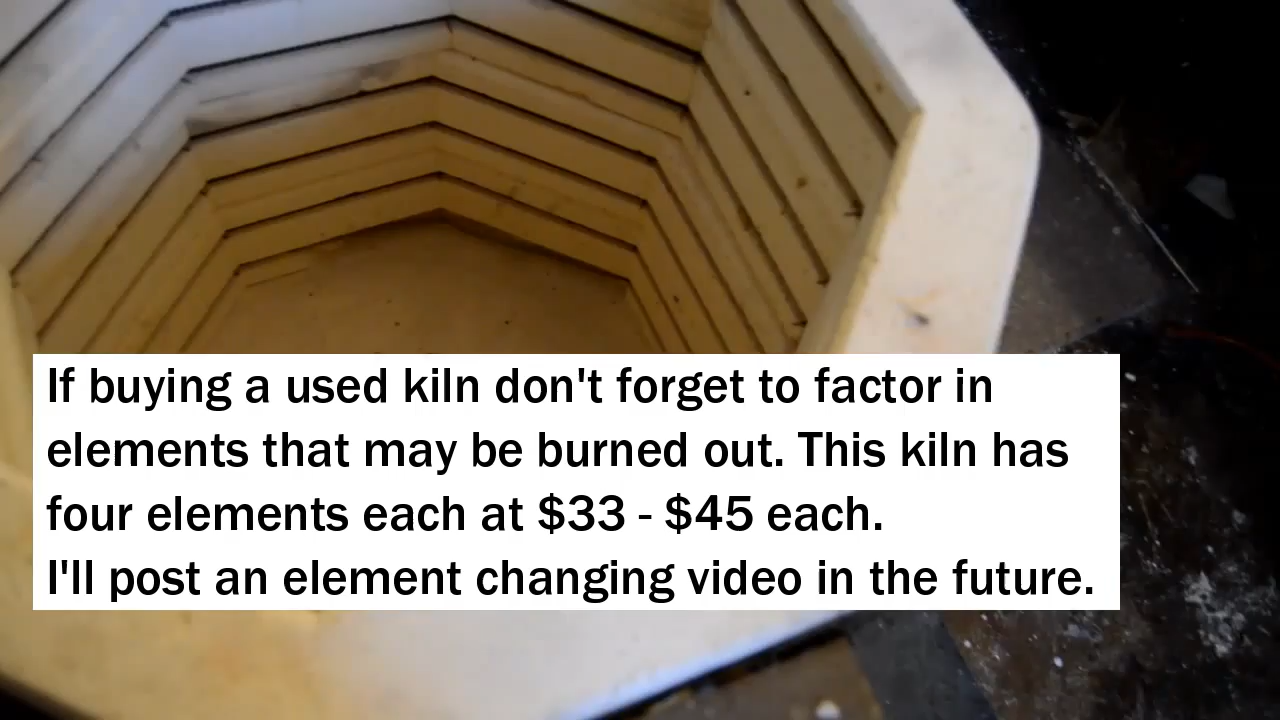 If buying a used kiln don't forget to factor in
elements that may be burned out. This kiln has
four elements each at $33 - $45 each.
I'll post an element changing video in the future.